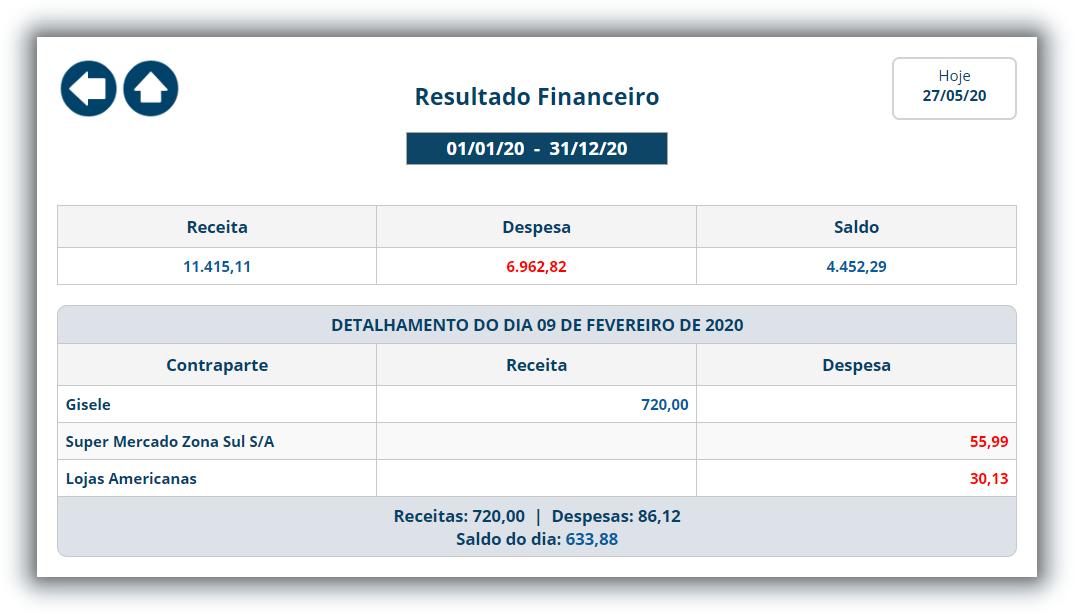 Hoje
27/05/20
Resultado Financeiro
01/01/20 - 31/12/20
Receita Despesa Saldo
11.415,11 6.962,82 4.452,29
DETALHAMENTO DO DIA 09 DE FEVEREIRO DE 2020
Contraparte Receita Despesa
Gisele 720,00
Super Mercado Zona Sul S/A 55,99
Lojas Americanas 30,13
Receitas: 720,00 | Despesas: 86,12
Saldo do dia: 633,88